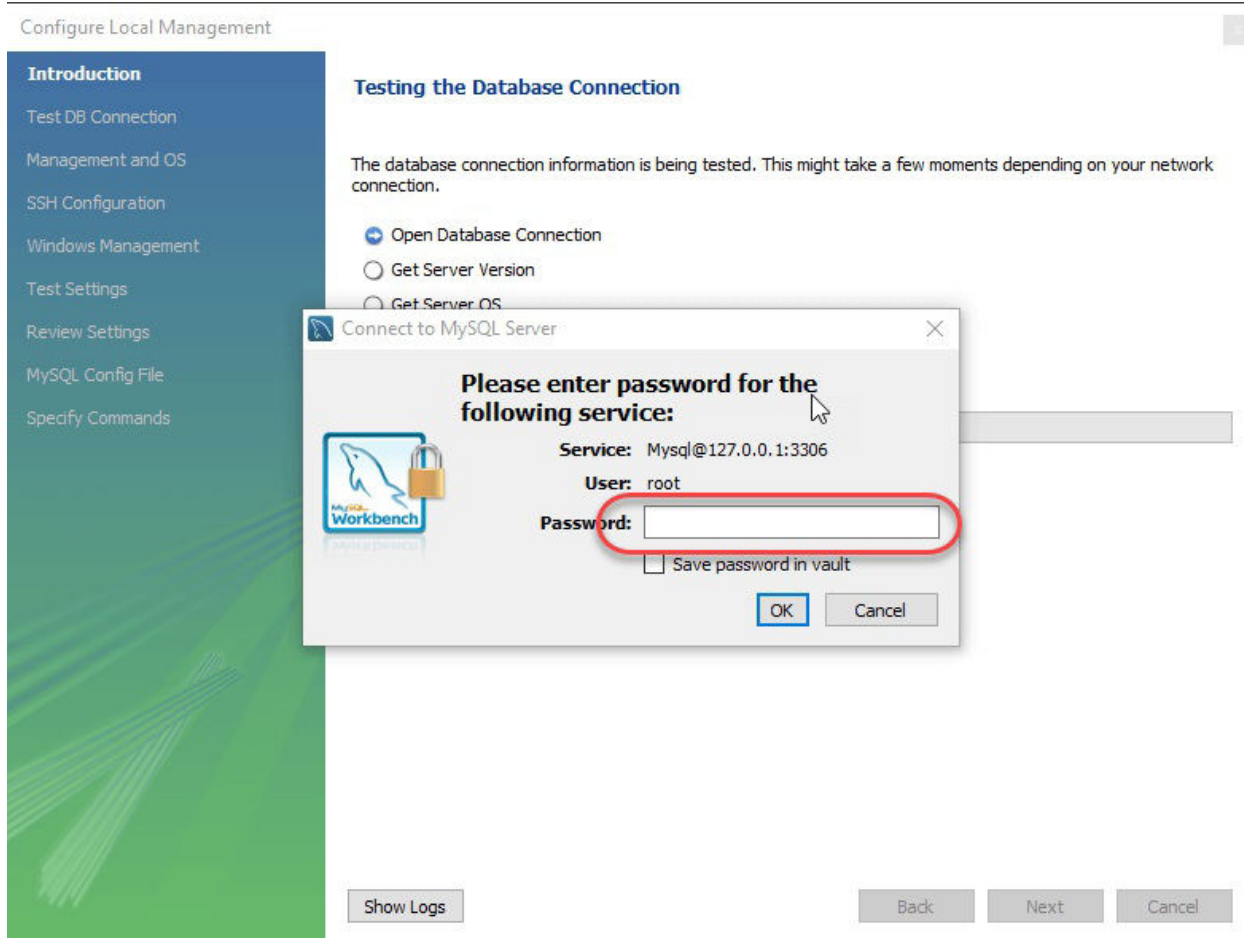 Configure Local Management
Introduction
Test DB Connection
Management and OS
SSH Configuration
Windows Management
Test Settings
Review Settings
MySQL Config File
Specify Commands
Testing the Database Connection
The database connection information is being tested. This might take a few moments depending on your network
connection.
Open Database Connection
Get Server Version
Get Server OS
Connect to MySQL Server
Please enter password for the
following service:
Service: Mysql@127.0.0.1:3306
User: root
Password:
Save password in vault
OK Cancel
MySQL
Workbench
Show Logs
Back Next Cancel